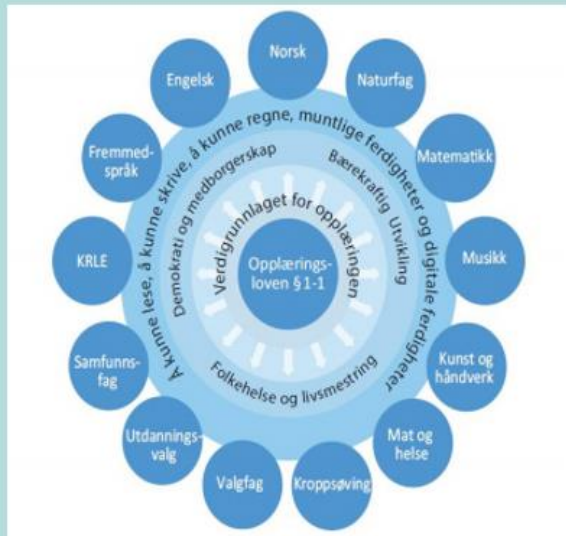 Norsk
Naturfag
Matematikk
Musikk
Kunst og
håndverk
Mat og
helse
Kroppsøving
Valgfag
Utdannings-
valg
Samfunns-
fag
KRLE
Fremmed-
språk
Engelsk
Å kunne lese, å kunne skrive, å kunne regne, muntlige ferdigheter og digitale ferdigheter
Demokrati og medborgerskap
Bærekraftig Utvikling
Folkehelse og livsmestring
Verdigrunnlaget for opplæringen
Opplærings-
loven § 1-1